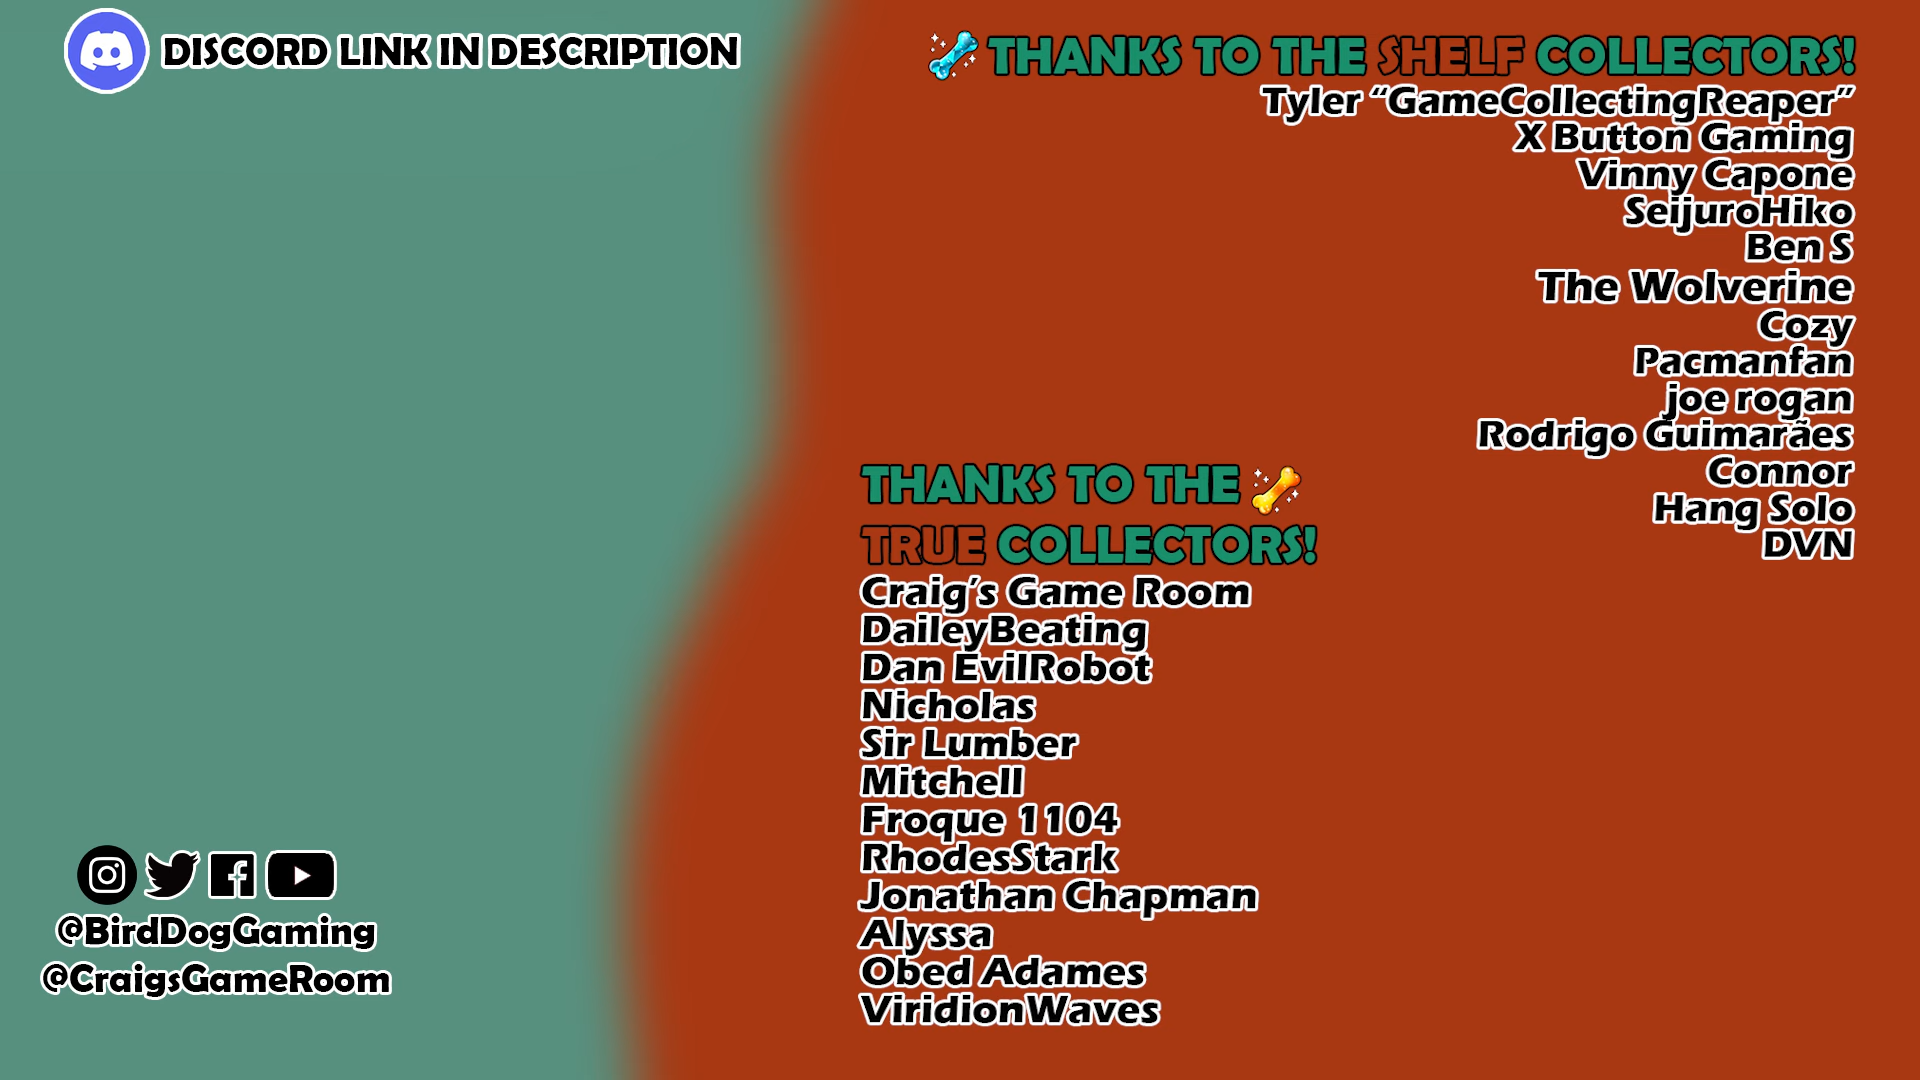 DISCORD LINK IN DESCRIPTION
THANKS TO THE SHELF COLLECTORS!
Tyler “GameCollectingReaper”
X Button Gaming
Vinny Capone
SeijuroHiko
Ben S
The Wolverine
Cozy
Pacmanfan
joe rogan
Rodrigo Guimarães
Connor
Hang Solo
DVN
THANKS TO THE
TRUE COLLECTORS!
Craig’s Game Room
DaileyBeating
Dan EvilRobot
Nicholas
Sir Lumber
Mitchell
Froque 1104
RhodesStark
Jonathan Chapman
Alyssa
Obed Adames
ViridionWaves
@BirdDogGaming
@CraigsGameRoom